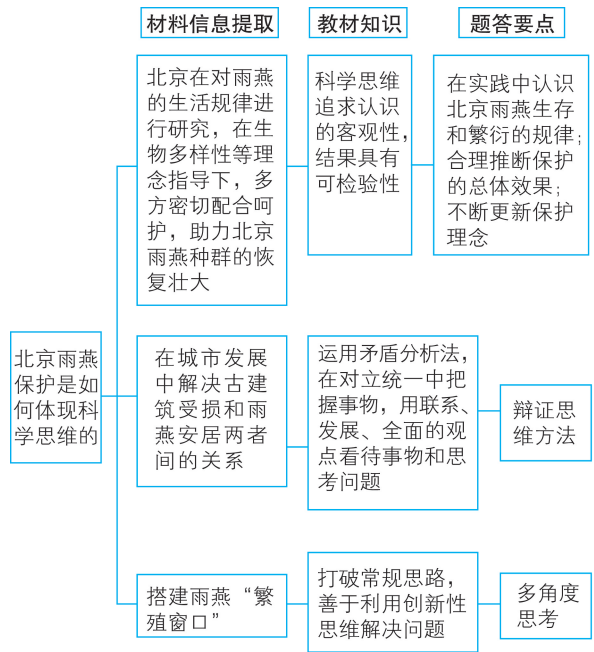 材料信息提取
教材知识
题答要点
北京在对雨燕
的生活规律进
行研究，在生
物多样性等理
念指导下，多
方密切配合呵
护，助力北京
雨燕种群的恢
复壮大
科学思维
追求认识
的客观性，
结果具有
可检验性
在实践中认识
北京雨燕生存
和繁衍的规律；
合理推断保护
的总体效果；
不断更新保护
理念
北京雨燕
保护是如
何体现科
学思维的
在城市发展
中解决古建
筑受损和雨
燕安居两者
间的关系
运用矛盾分析法，
在对立统一中把
握事物，用联系、
发展、全面的观
点看待事物和思
考问题
辩证思
维方法
搭建雨燕“繁
殖窗口”
打破常规思路，
善于利用创新性
思维解决问题
多角度
思考